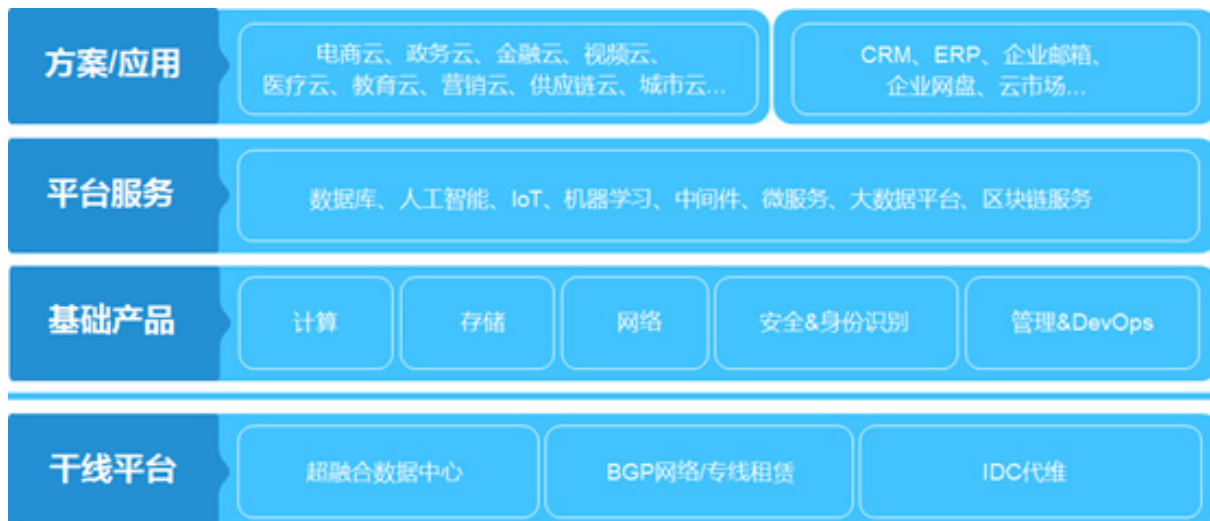 方案/应用
电商云、政务云、金融云、视频云、
医疗云、教育云、营销云、供应链云、城市云...
CRM、ERP、企业邮箱、
企业网盘、云市场...
平台服务
数据库、人工智能、IoT、机器学习、中间件、微服务、大数据平台、区块链服务
基础产品
计算
存储
网络
安全&身份识别
管理&DevOps
干线平台
超融合数据中心
BGP网络/专线租赁
IDC代维